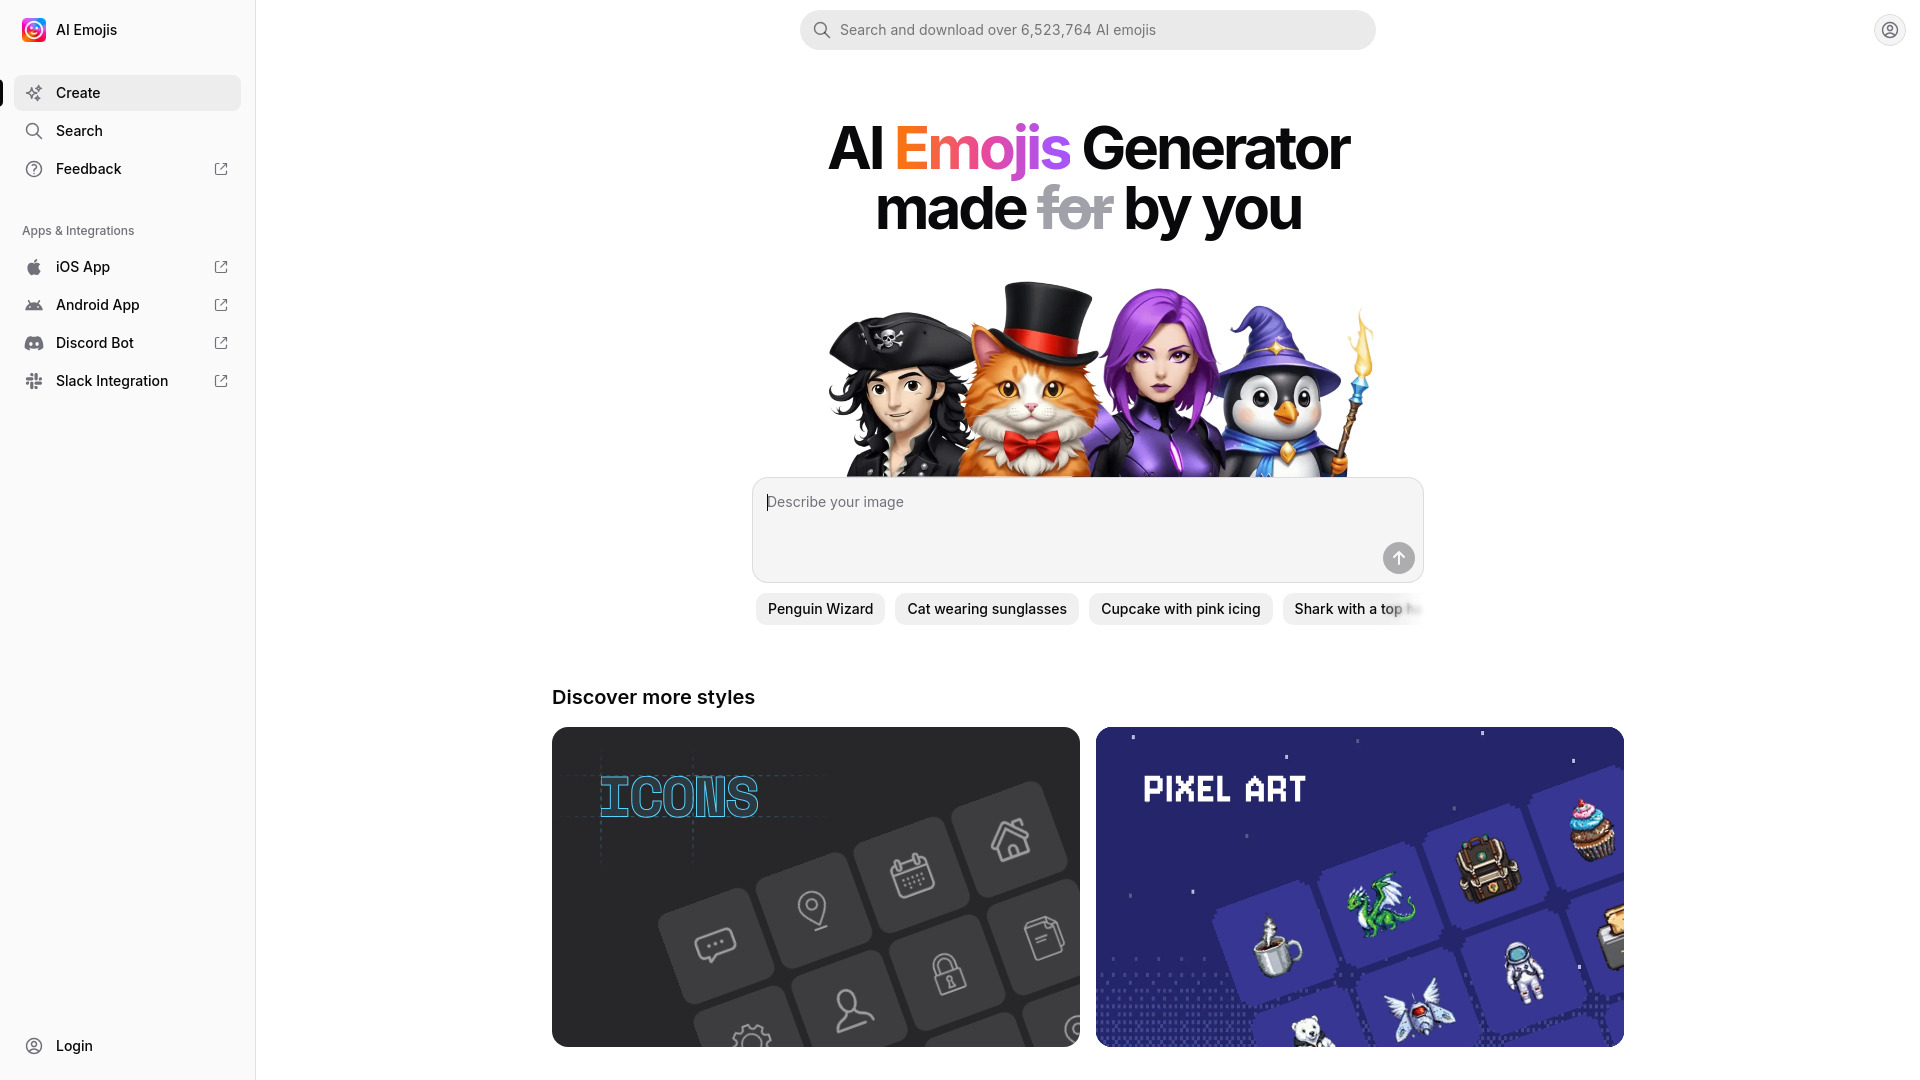 AI Emojis
Search and download over 6,523,764 AI emojis
Create
Search
Feedback
Apps & Integrations
iOS App
Android App
Discord Bot
Slack Integration
Login
AI Emojis Generator
made for by you
Describe your image
Penguin Wizard
Cat wearing sunglasses
Cupcake with pink icing
Shark with a top
Discover more styles
ICONS
PIXEL ART